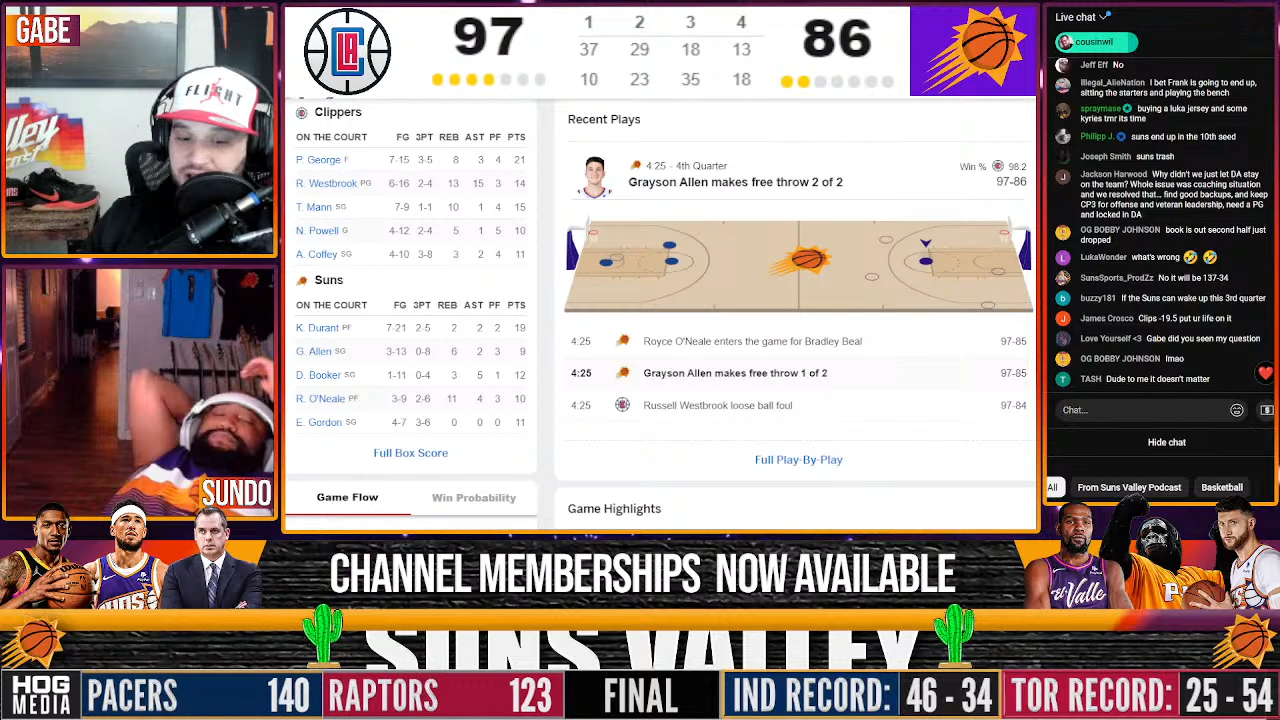 GABE
FLIGHT
SUNDO
LA
97
1 2 3 4
37 29 18 13
10 23 35 18
86
Clippers
ON THE COURT FG 3PT REB AST PF PTS
P. George F 7-15 3-5 8 3 4 21
R. Westbrook PG 6-16 2-4 13 15 3 14
T. Mann SG 7-9 1-1 10 1 4 15
N. Powell G 4-12 2-4 5 1 5 10
A. Coffey SG 4-10 3-8 3 2 4 11
Suns
ON THE COURT FG 3PT REB AST PF PTS
K. Durant PF 7-21 2-5 2 2 2 19
G. Allen SG 3-13 0-8 6 2 3 9
D. Booker SG 1-11 0-4 3 5 1 12
R. O'Neale PF 3-9 2-6 11 4 3 10
E. Gordon SG 4-7 3-6 0 0 0 11
Full Box Score
Game Flow Win Probability
Recent Plays
4:25 - 4th Quarter
Win % 98.2
Grayson Allen makes free throw 2 of 2
97-86
4:25 Royce O'Neale enters the game for Bradley Beal 97-85
4:25 Grayson Allen makes free throw 1 of 2 97-85
4:25 Russell Westbrook loose ball foul 97-84
Full Play-By-Play
Game Highlights
Live chat
cousinwil
Jeff Eff No
Illegal_AlieNation I bet Frank Is going to end up,
sitting the starters and playing the bench
spraymase buying a luka jersey and some
kyries tmr its time
Philipp J. suns end up in the 10th seed
Joseph Smith suns trash
Jackson Harwood Why didn't we just let DA stay
on the team? Whole issue was coaching situation
and we resolved that... find good backups, and keep
CP3 for offense and veteran leadership, need a PG
and locked in DA
OG BOBBY JOHNSON book is out second half just
dropped
LukaWonder what's wrong 🤣 🤣
SunsSports_ProdZz No it will be 137-34
buzzy181 If the Suns can wake up this 3rd quarter
James Crosco Clips -19.5 put ur life on it
Love Yourself <3 Gabe did you seen my question
OG BOBBY JOHNSON lmao
TASH Dude to me it doesn't matter
Chat...
Hide chat
All From Suns Valley Podcast Basketball
CHANNEL MEMBERSHIPS NOW AVAILABLE
SUNS VALLEY
HOG
MEDIA
PACERS 140 RAPTORS 123 FINAL IND RECORD: 46 - 34 TOR RECORD: 25 - 54